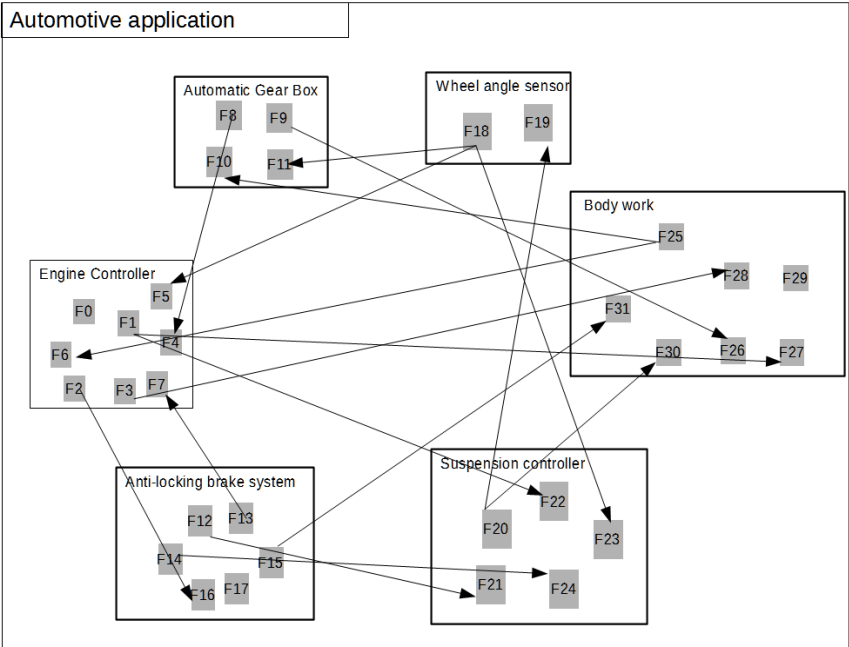 Automotive application
Automatic Gear Box
F8
F9
F10
F11
Wheel angle sensor
F18
F19
Body work
F25
F28
F29
F31
F30
F26
F27
Engine Controller
F5
F0
F1
F4
F6
F2
F3
F7
Anti-locking brake system
F12
F13
F14
F15
F16
F17
Suspension controller
F22
F20
F23
F21
F24